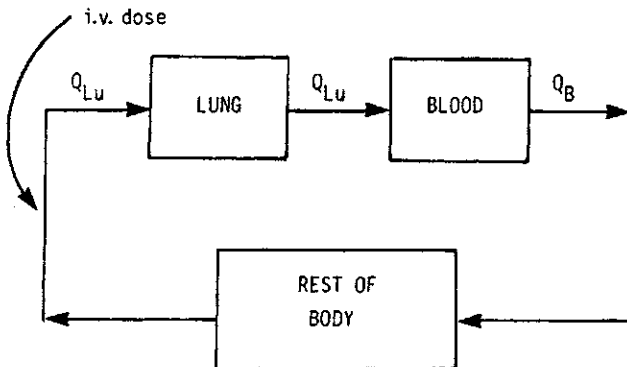 i.v. dose
Q_Lu
LUNG
Q_Lu
BLOOD
Q_B
REST OF
BODY